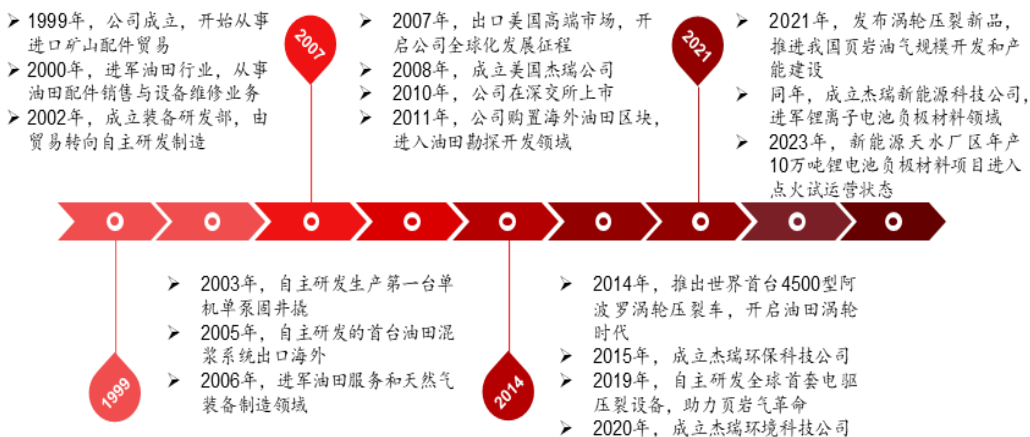 1999年，公司成立，开始从事
进口矿山配件贸易
2000年，进军油田行业，从事
油田配件销售与设备维修业务
2002年，成立装备研发部，由
贸易转向自主研发制造
2007
2007年，出口美国高端市场，开
启公司全球化发展征程
2008年，成立美国杰瑞公司
2010年，公司在深交所上市
2011年，公司购置海外油田区块，
进入油田勘探开发领域
2021
2021年，发布涡轮压裂新品，
推进我国页岩油气规模开发和产
能建设
同年，成立杰瑞新能源科技公司，
进军锂离子电池负极材料领域
2023年，新能源天水厂区年产
10万吨锂电池负极材料项目进入
点火试运营状态
1999
2003年，自主研发生产第一台单
机单泵固井撬
2005年，自主研发的首台油田混
浆系统出口海外
2006年，进军油田服务和天然气
装备制造领域
2014
2014年，推出世界首台4500型阿
波罗涡轮压裂车，开启油田涡轮
时代
2015年，成立杰瑞环保科技公司
2019年，自主研发全球首套电驱
压裂设备，助力页岩气革命
2020年，成立杰瑞环境科技公司